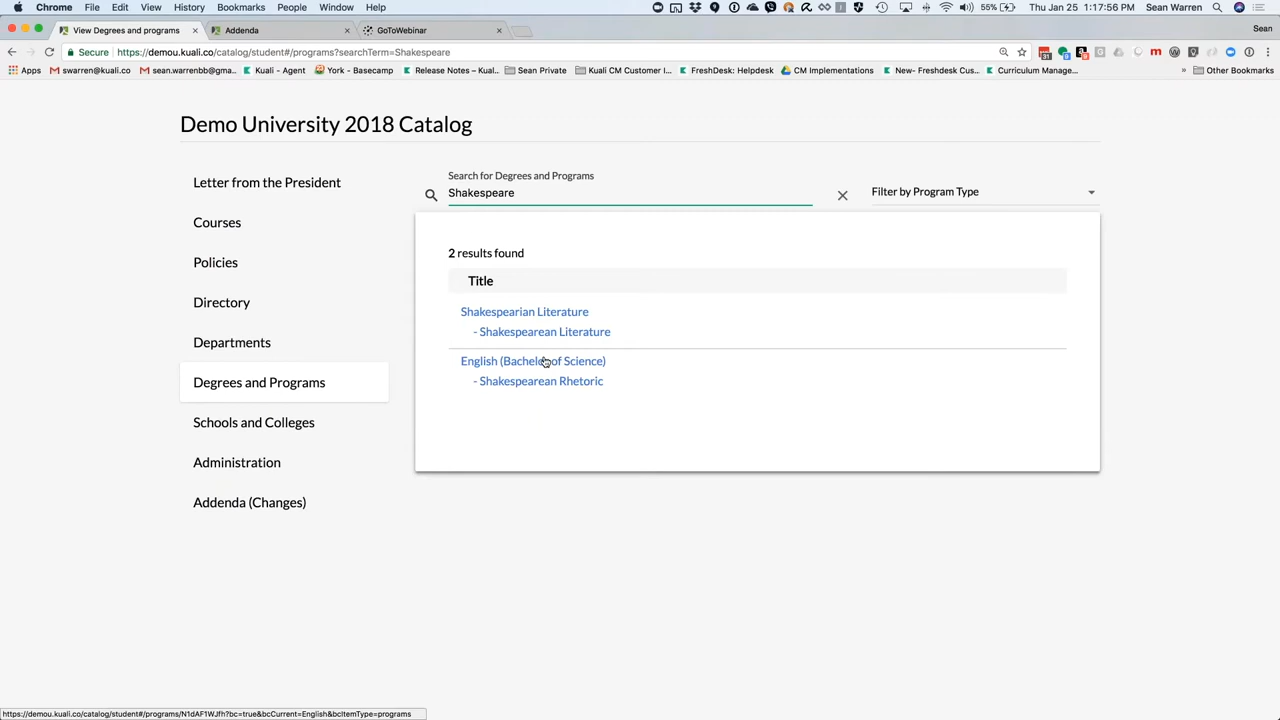 Chrome File Edit View History Bookmarks People Window Help 55% Thu Jan 25 1:17:56 PM Sean Warren
View Degrees and programs Addenda GoToWebinar Sean
Secure https://demou.kuali.co/catalog/student#/programs?searchTerm=Shakespeare
Apps swarren@kuali.co sean.warrenbb@gma.. Kuali - Agent York - Basecamp Release Notes – Kual.. Sean Private Kuali CM Customer I... FreshDesk: Helpdesk CM Implementations New- Freshdesk Cus... Curriculum Manage... » Other Bookmarks
Demo University 2018 Catalog
Letter from the President
Courses
Policies
Directory
Departments
Degrees and Programs
Schools and Colleges
Administration
Addenda (Changes)
Search for Degrees and Programs
Shakespeare
Filter by Program Type
2 results found
Title
Shakespearian Literature
- Shakespearean Literature
English (Bachelor of Science)
- Shakespearean Rhetoric
https://demou.kuali.co/catalog/student#/programs/N1dAF1WJfh?bc=true&bcCurrent=English&bcItemType=programs